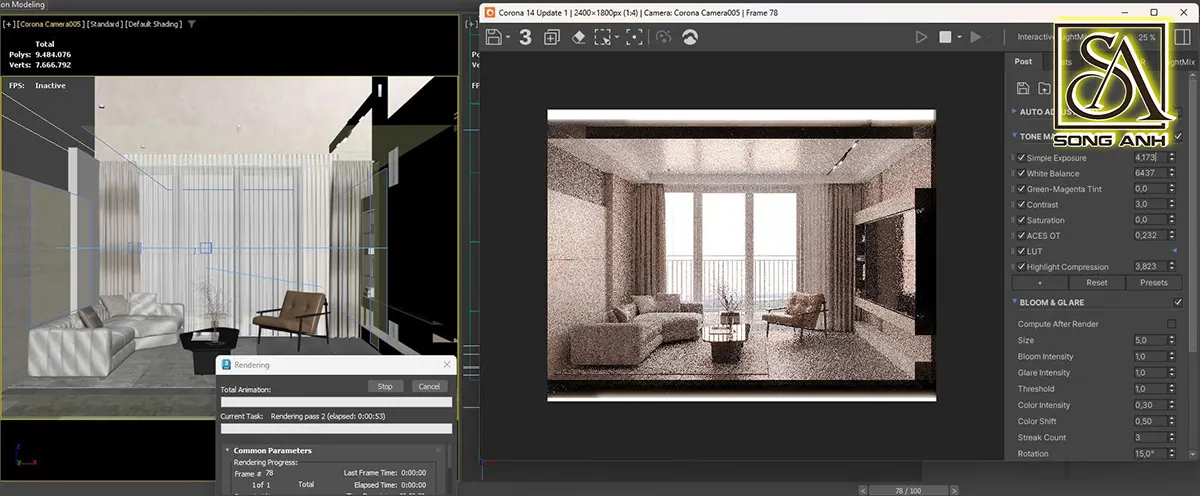 on Modeling
[+] [Corona Camera005] [Standard] [Default Shading]
Total
Polys: 9.484.076
Verts: 7.666.792
FPS: Inactive
[+]
Corona 14 Update 1 | 2400×1800px (1:4) | Camera: Corona Camera005 | Frame 78
3
Interactive LightMix
25 %
Post
SONG ANH
TONE MA
Simple Exposure 4,173
White Balance 6437
Green-Magenta Tint 0,0
Contrast 3,0
Saturation 0,0
ACES OT 0,232
LUT
Highlight Compression 3,823
+ Reset Presets
BLOOM & GLARE
Compute After Render
Size 5,0
Bloom Intensity 1,0
Glare Intensity 1,0
Threshold 1,0
Color Intensity 0,30
Color Shift 0,50
Streak Count 3
Rotation 15,0°
3 Rendering
Total Animation:
Stop Cancel
Current Task: Rendering pass 2 (elapsed: 0:00:53)
Common Parameters
Rendering Progress:
Frame # 78 Last Frame Time: 0:00:00
1 of 1 Total Elapsed Time: 0:00:00
< 78 / 100 >